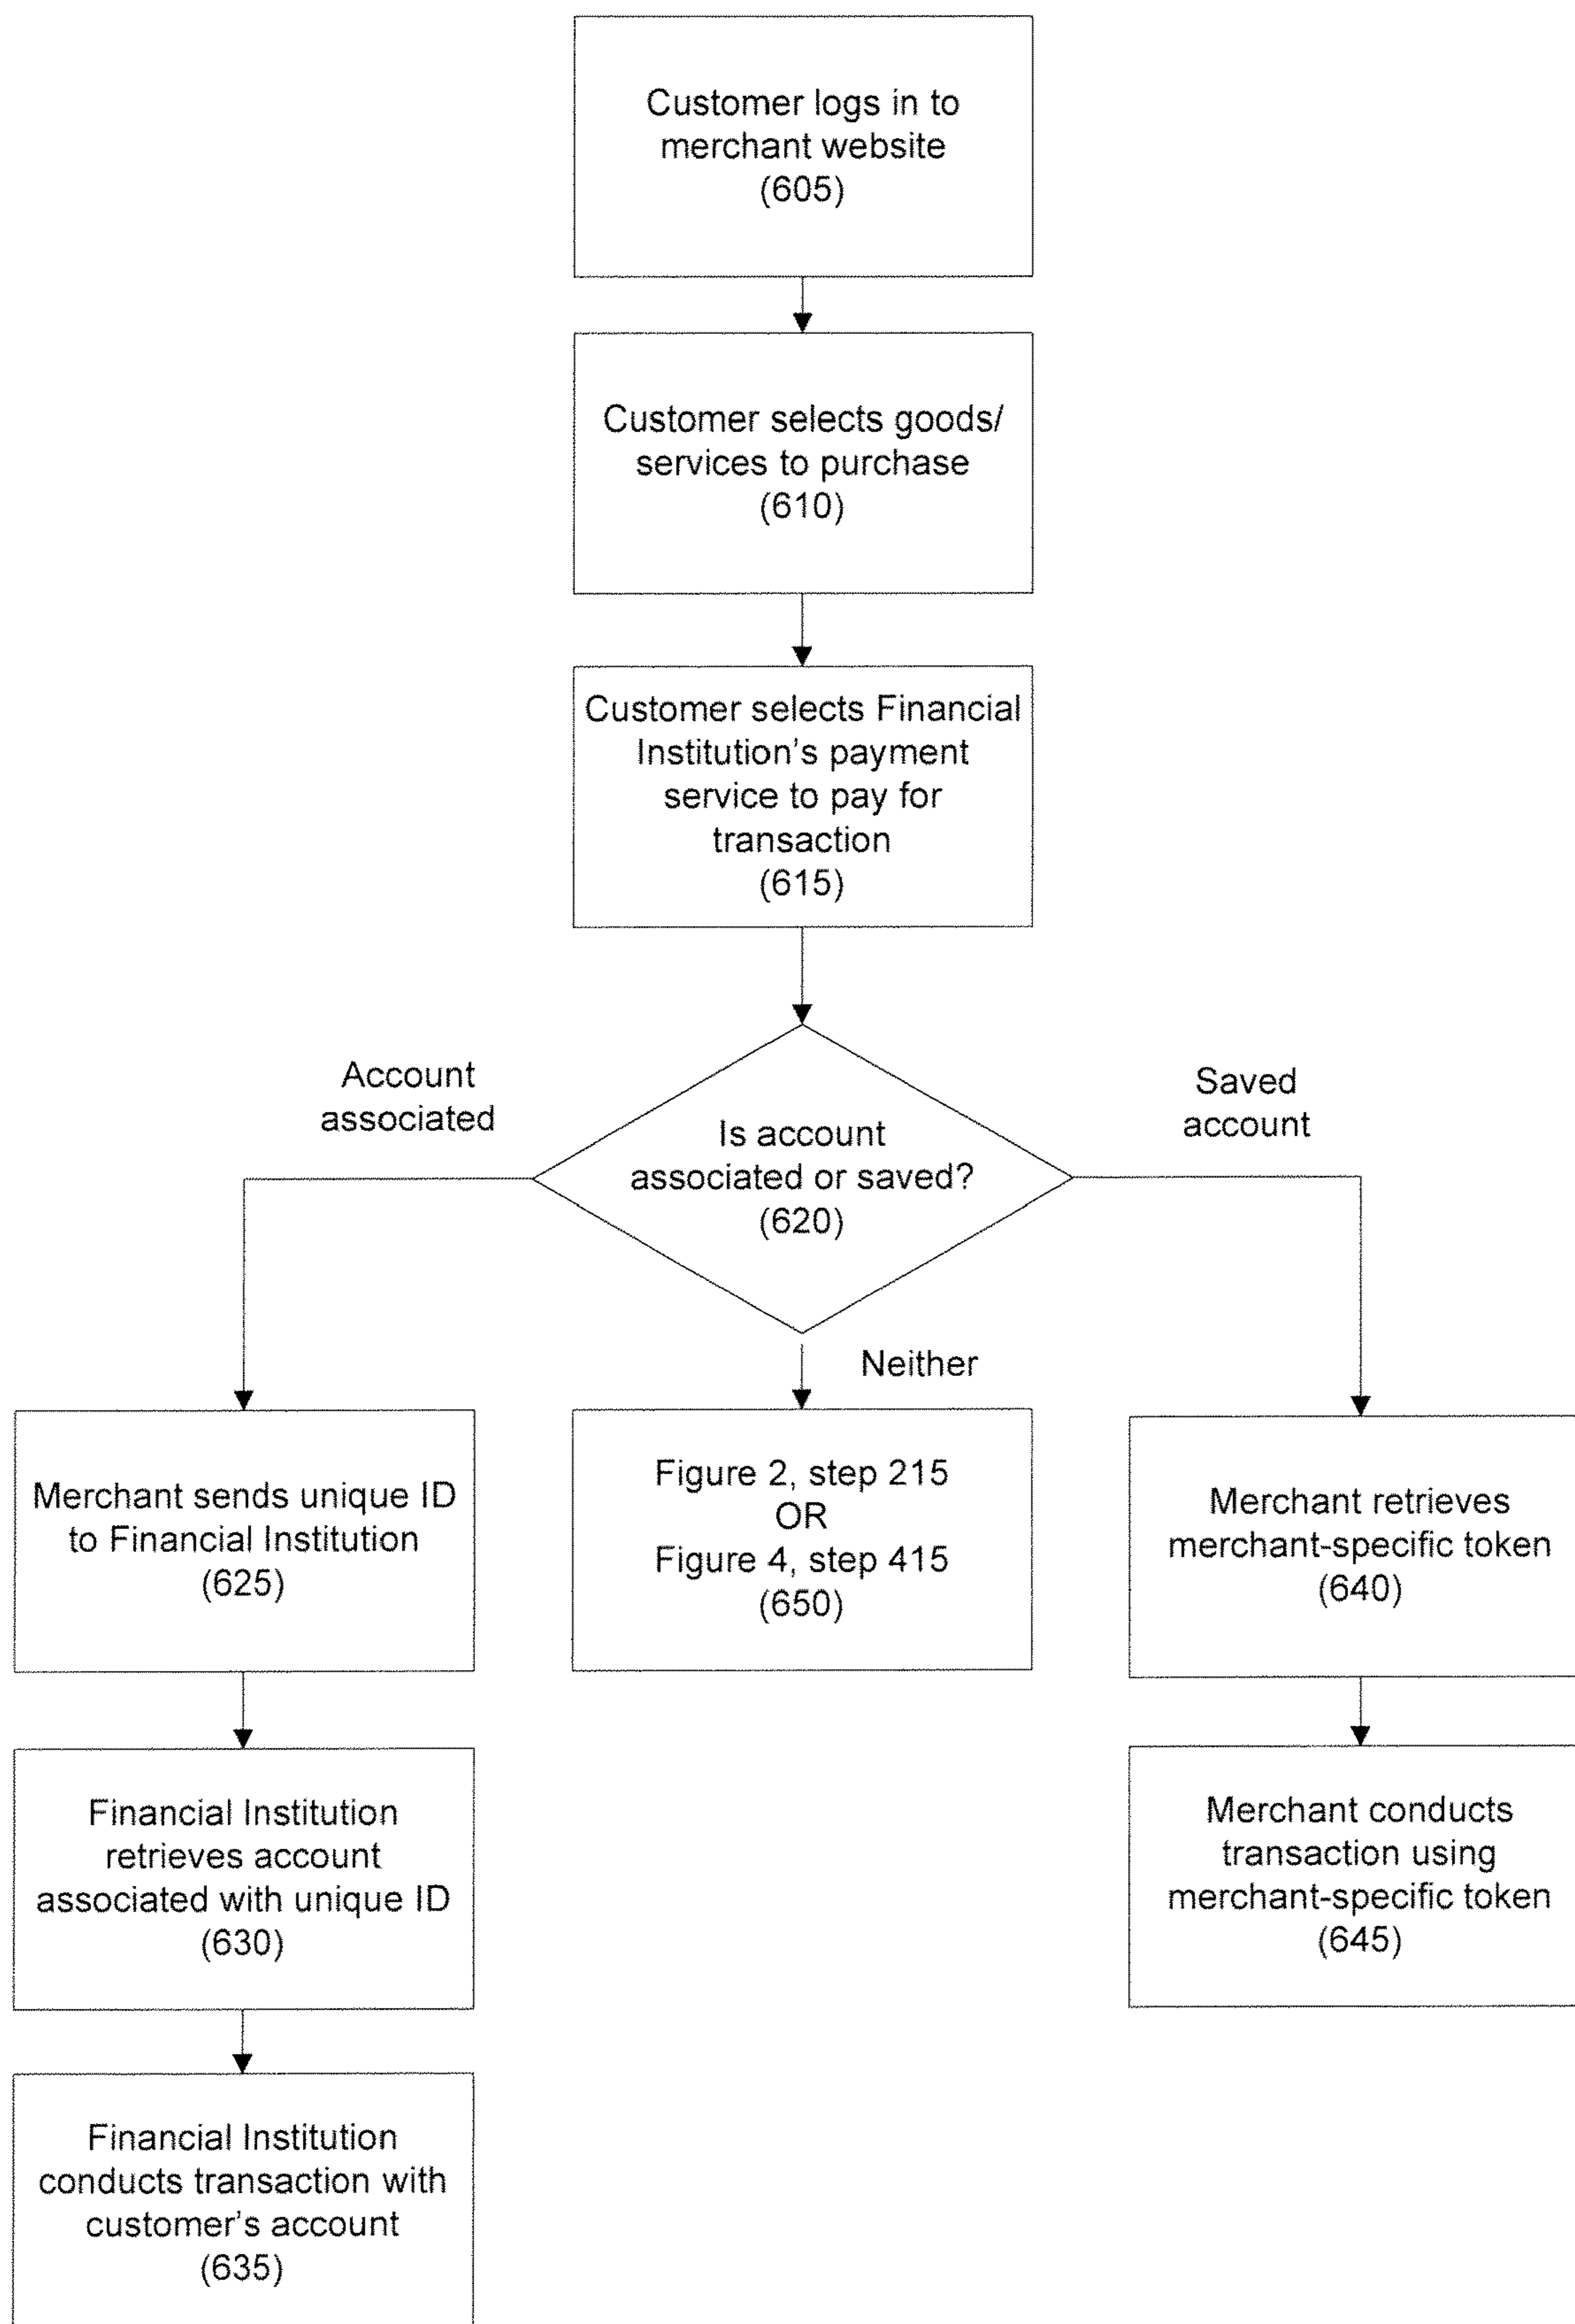 Customer logs in to
merchant website
(605)
Customer selects goods/
services to purchase
(610)
Customer selects Financial
Institution's payment
service to pay for
transaction
(615)
Account
associated
Is account
associated or saved?
(620)
Saved
account
Neither
Merchant sends unique ID
to Financial Institution
(625)
Figure 2, step 215
OR
Figure 4, step 415
(650)
Merchant retrieves
merchant-specific token
(640)
Financial Institution
retrieves account
associated with unique ID
(630)
Merchant conducts
transaction using
merchant-specific token
(645)
Financial Institution
conducts transaction with
customer's account
(635)